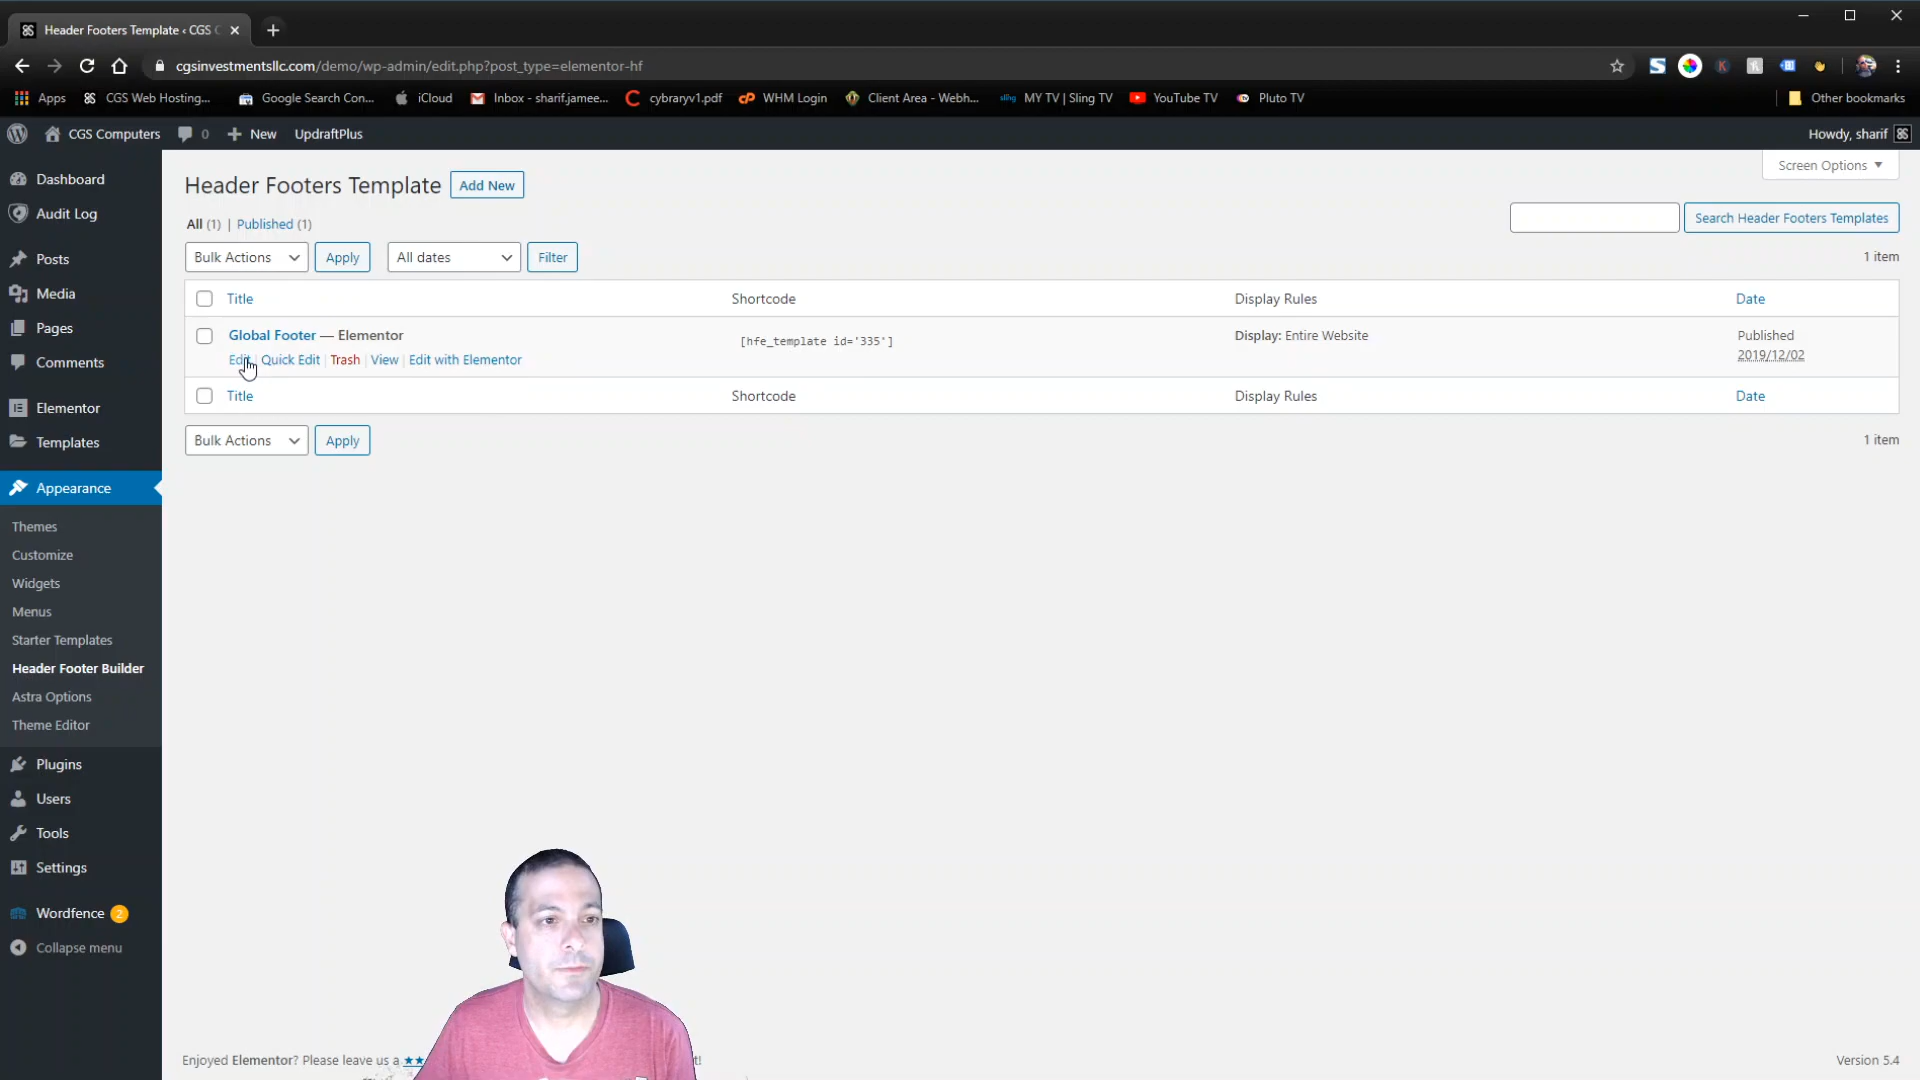 Header Footers Template ‹ CGS C
cgsinvestmentsllc.com/demo/wp-admin/edit.php?post_type=elementor-hf
Apps
CGS Web Hosting...
Google Search Con...
iCloud
Inbox - sharif.jamee...
cybraryv1.pdf
WHM Login
Client Area - Webh...
MY TV | Sling TV
YouTube TV
Pluto TV
Other bookmarks
CGS Computers
0
New
UpdraftPlus
Howdy, sharif
Dashboard
Audit Log
Posts
Media
Pages
Comments
Elementor
Templates
Appearance
Themes
Customize
Widgets
Menus
Starter Templates
Header Footer Builder
Astra Options
Theme Editor
Plugins
Users
Tools
Settings
Wordfence 2
Collapse menu
Screen Options
Header Footers Template Add New
All (1) | Published (1)
Search Header Footers Templates
Bulk Actions Apply All dates Filter
1 item
Title Shortcode Display Rules Date
Global Footer — Elementor [hfe_template id='335'] Display: Entire Website Published
2019/12/02
Edit | Quick Edit | Trash | View | Edit with Elementor
Title Shortcode Display Rules Date
Bulk Actions Apply
1 item
Enjoyed Elementor? Please leave us a ★★
!
Version 5.4